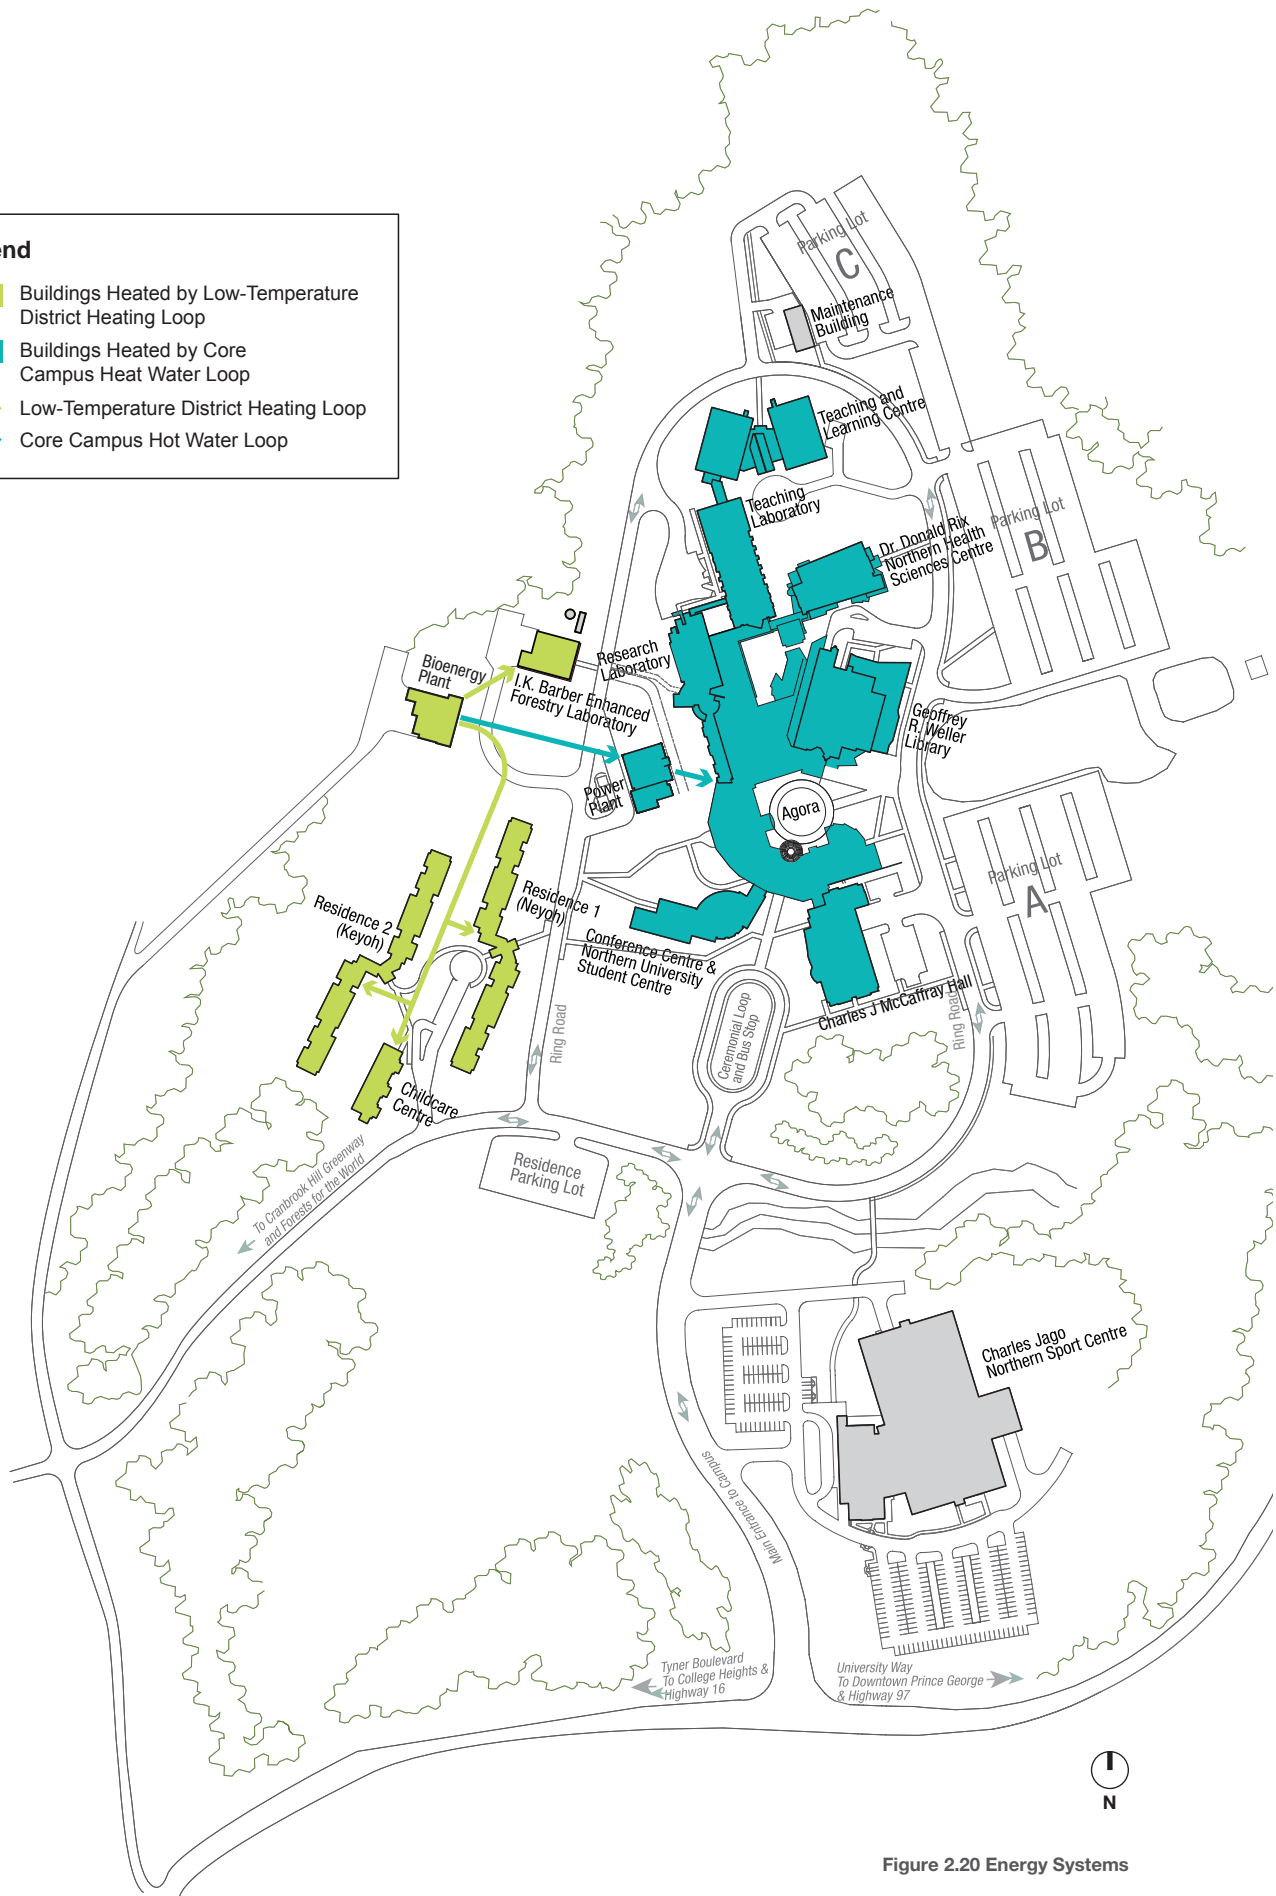 end
Buildings Heated by Low-Temperature
District Heating Loop
Buildings Heated by Core
Campus Heat Water Loop
Low-Temperature District Heating Loop
Core Campus Hot Water Loop
Parking Lot
C
Maintenance
Building
Teaching and
Learning Centre
Teaching
Laboratory
Parking Lot
B
Dr. Donald Rix
Northern Health
Sciences Centre
Research
Laboratory
Bioenergy
Plant
I.K. Barber Enhanced
Forestry Laboratory
Geoffrey
R. Weller
Library
Power
Plant
Agora
Parking Lot
A
Residence 1
(Neyoh)
Residence 2
(Keyoh)
Conference Centre &
Northern University
Student Centre
Charles J McCaffray Hall
Ring Road
Ring Road
Ceremonial Loop
and Bus Stop
Childcare
Centre
Residence
Parking Lot
To Cranbrook Hill Greenway
and Forests for the World
Charles Jago
Northern Sport Centre
Main Entrance to Campus
Tyner Boulevard
To College Heights &
Highway 16
University Way
To Downtown Prince George
& Highway 97
N
Figure 2.20 Energy Systems